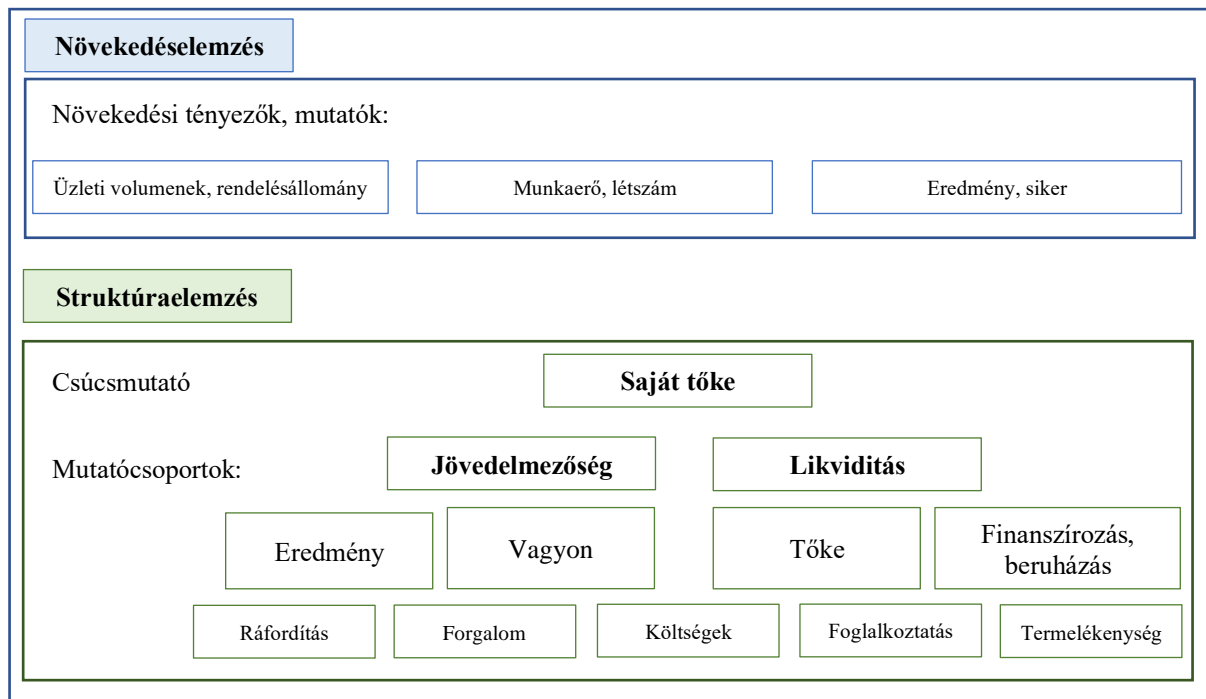 Növekedéselemzés
Növekedési tényezők, mutatók:
Üzleti volumenek, rendelésállomány
Munkaerő, létszám
Eredmény, siker
Struktúraelemzés
Csúcsmutató
Saját tőke
Mutatócsoportok:
Jövedelmezőség
Likviditás
Eredmény
Vagyon
Tőke
Finanszírozás,
beruházás
Ráfordítás
Forgalom
Költségek
Foglalkoztatás
Termelékenység